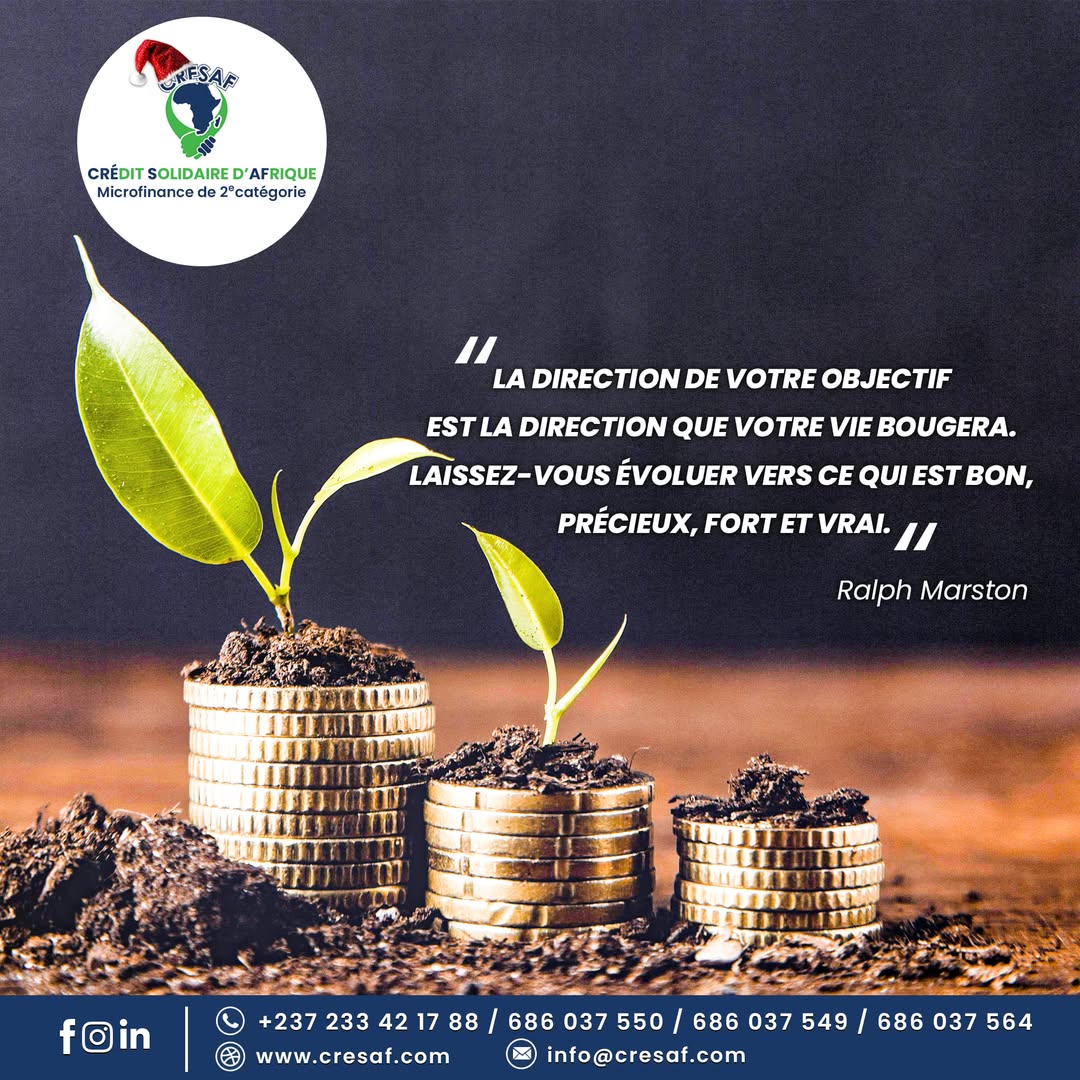 CRESAF
CRÉDIT SOLIDAIRE D'AFRIQUE
Microfinance de 2e catégorie
"LA DIRECTION DE VOTRE OBJECTIF
EST LA DIRECTION QUE VOTRE VIE BOUGERA.
LAISSEZ-VOUS ÉVOLUER VERS CE QUI EST BON,
PRÉCIEUX, FORT ET VRAI."
Ralph Marston
+237 233 42 17 88 / 686 037 550 / 686 037 549 / 686 037 564
www.cresaf.com info@cresaf.com